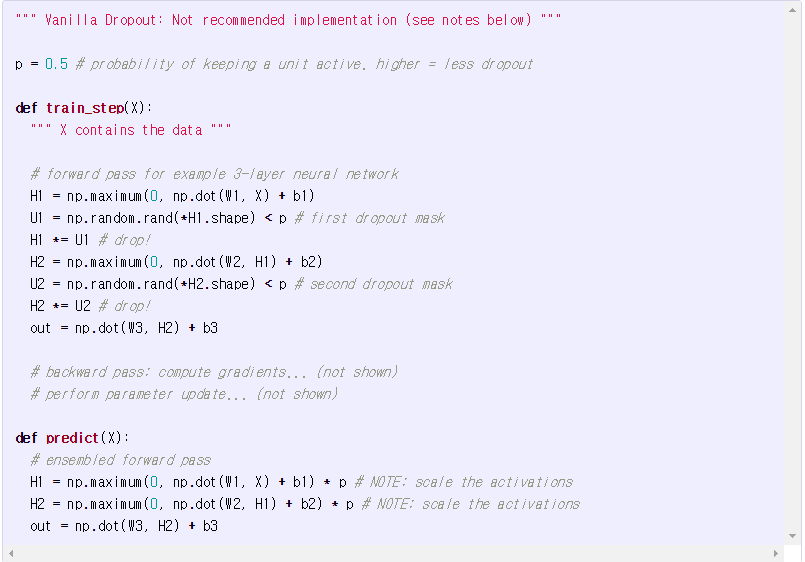 """ Vanilla Dropout: Not recommended implementation (see notes below) """
p = 0.5 # probability of keeping a unit active. higher = less dropout
def train_step(X):
""" X contains the data """
# forward pass for example 3-layer neural network
H1 = np.maximum(0, np.dot(W1, X) + b1)
U1 = np.random.rand(*H1.shape) < p # first dropout mask
H1 *= U1 # drop!
H2 = np.maximum(0, np.dot(W2, H1) + b2)
U2 = np.random.rand(*H2.shape) < p # second dropout mask
H2 *= U2 # drop!
out = np.dot(W3, H2) + b3
# backward pass: compute gradients... (not shown)
# perform parameter update... (not shown)
def predict(X):
# ensembled forward pass
H1 = np.maximum(0, np.dot(W1, X) + b1) * p # NOTE: scale the activations
H2 = np.maximum(0, np.dot(W2, H1) + b2) * p # NOTE: scale the activations
out = np.dot(W3, H2) + b3